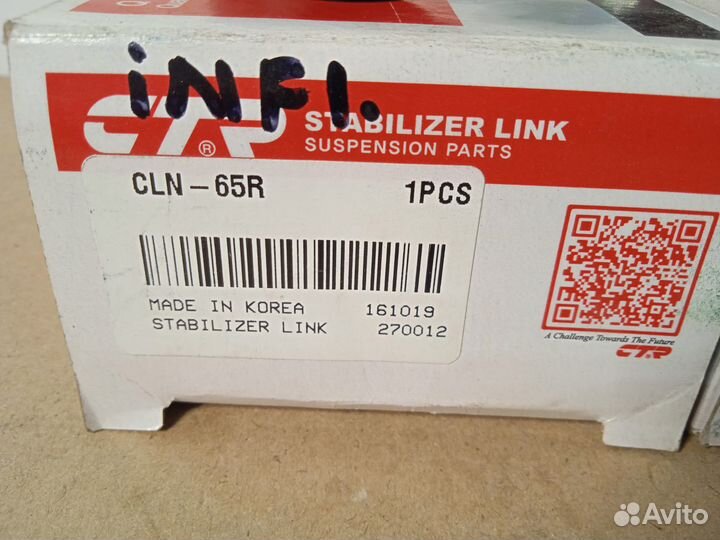 INFI.
CTR ®
STABILIZER LINK
SUSPENSION PARTS
CLN-65R 1PCS
MADE IN KOREA 161019
STABILIZER LINK 270012
A Challenge Towards The Future
CTR
Avito